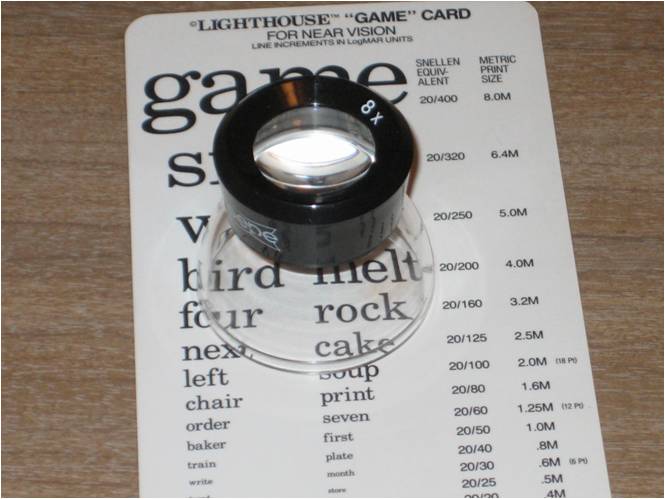 ©LIGHTHOUSE™ "GAME" CARD
FOR NEAR VISION
LINE INCREMENTS IN LogMAR UNITS
SNELLEN EQUIV- ALENT
METRIC PRINT SIZE
game 20/400 8.0M
8x
20/320 6.4M
20/250 5.0M
bird melt 20/200 4.0M
four rock 20/160 3.2M
next cake 20/125 2.5M
left soup 20/100 2.0M (18 Pt)
chair print 20/80 1.6M
order seven 20/60 1.25M (12 Pt)
baker first 20/50 1.0M
train plate 20/40 .8M
write month 20/30 .6M (6 Pt)
store 20/25 .5M
20/20 .4M